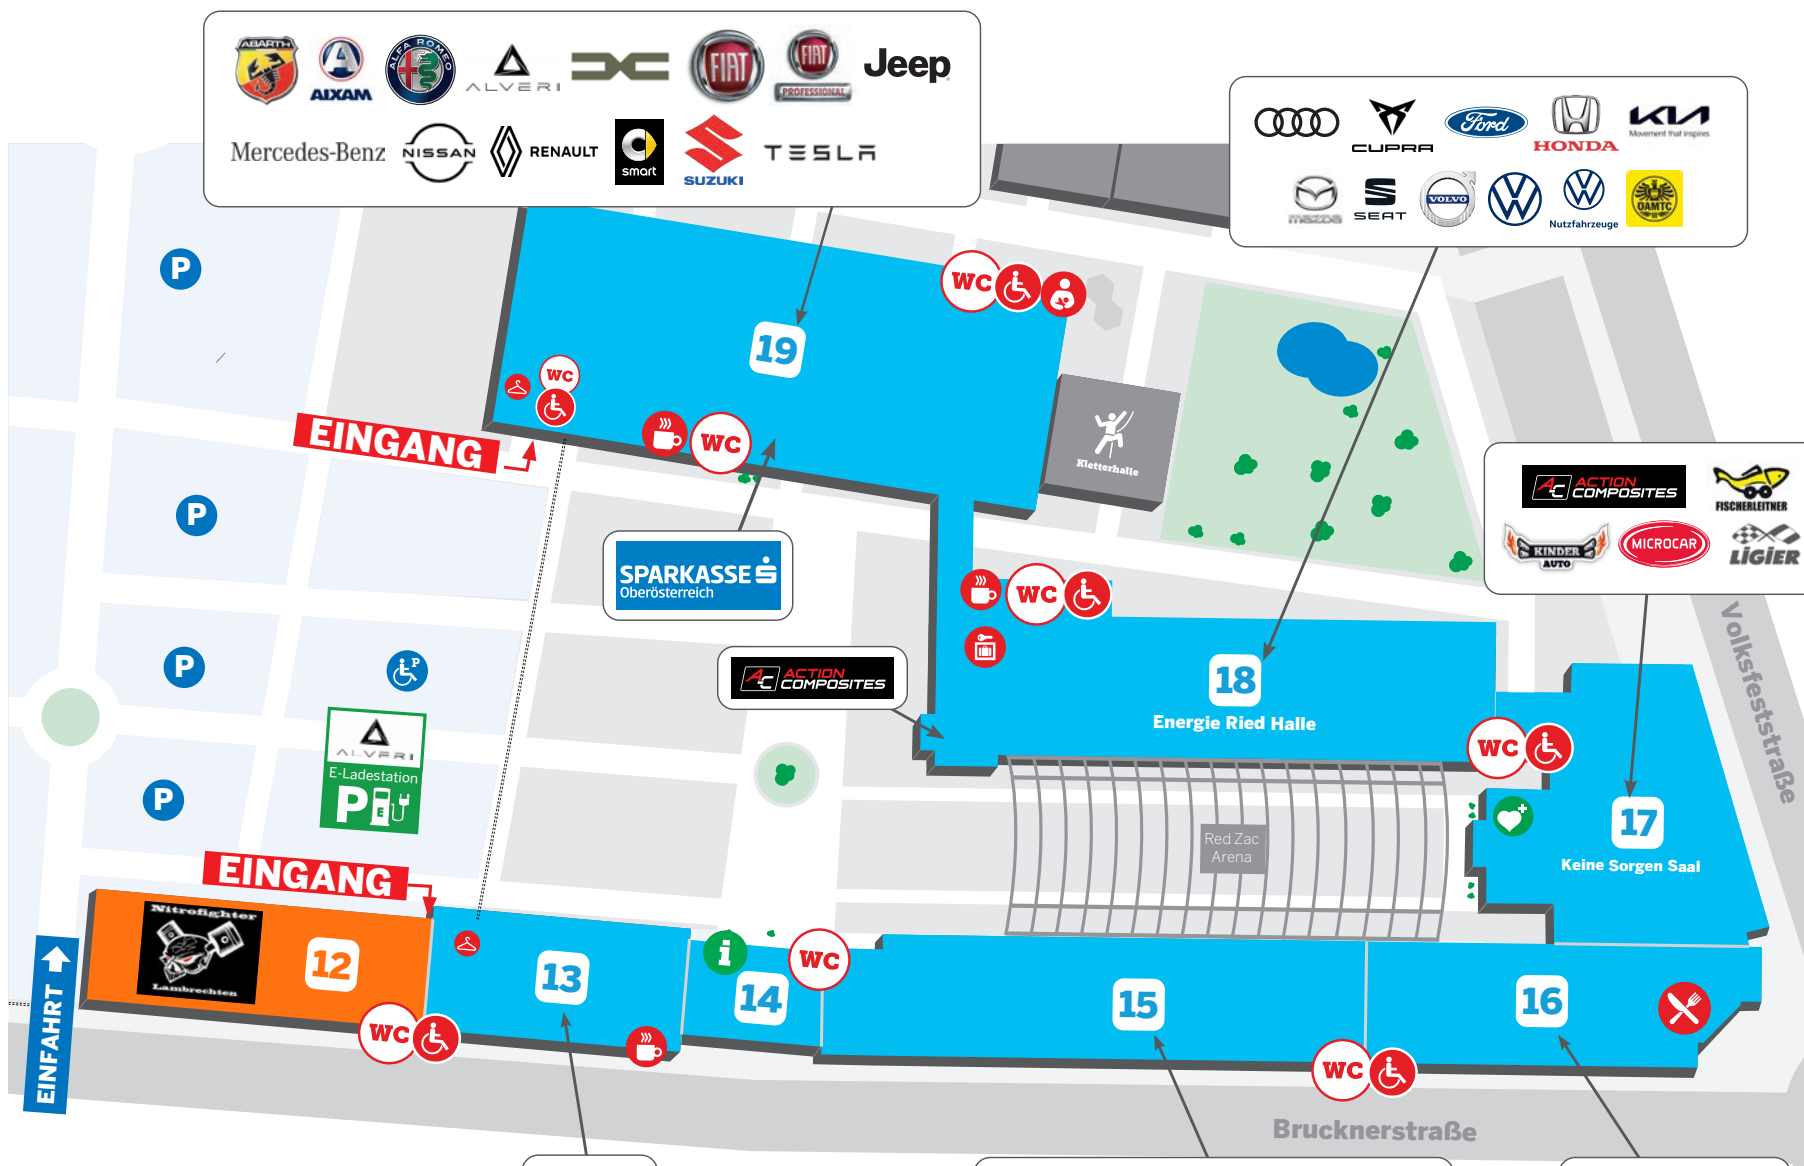 ABARTH
AIXAM
ALFA ROMEO
ALVERI
FIAT
FIAT
PROFESSIONAL
Jeep
Mercedes-Benz
NISSAN
RENAULT
smart
SUZUKI
TESLA
CUPRA
Ford
HONDA
KIA
Movement that inspires
mazda
SEAT
VOLVO
Nutzfahrzeuge
ÖAMTC
P
WC
19
WC
EINGANG
WC
Kletterhalle
ACTION
COMPOSITES
FISCHERLEITNER
KINDER
AUTO
MICROCAR
LIGIER
P
SPARKASSE
Oberösterreich
WC
AC ACTION
COMPOSITES
P
P
18
Energie Ried Halle
Volksfeststraße
ALVERI
E-Ladestation
P E
P
WC
17
Keine Sorgen Saal
Red Zac
Arena
EINGANG
Nitrofighter
Lambrechten
12
13
i
14
WC
15
16
EINFAHRT
WC
WC
Brucknerstraße